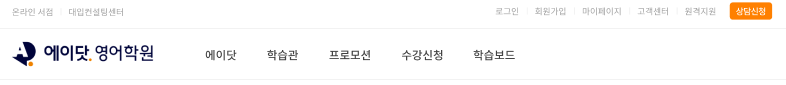 온라인 서점 대입컨설팅센터 로그인 회원가입 마이페이지 고객센터 원격지원 상담신청
에이닷 영어학원 에이닷 학습관 프로모션 수강신청 학습보드